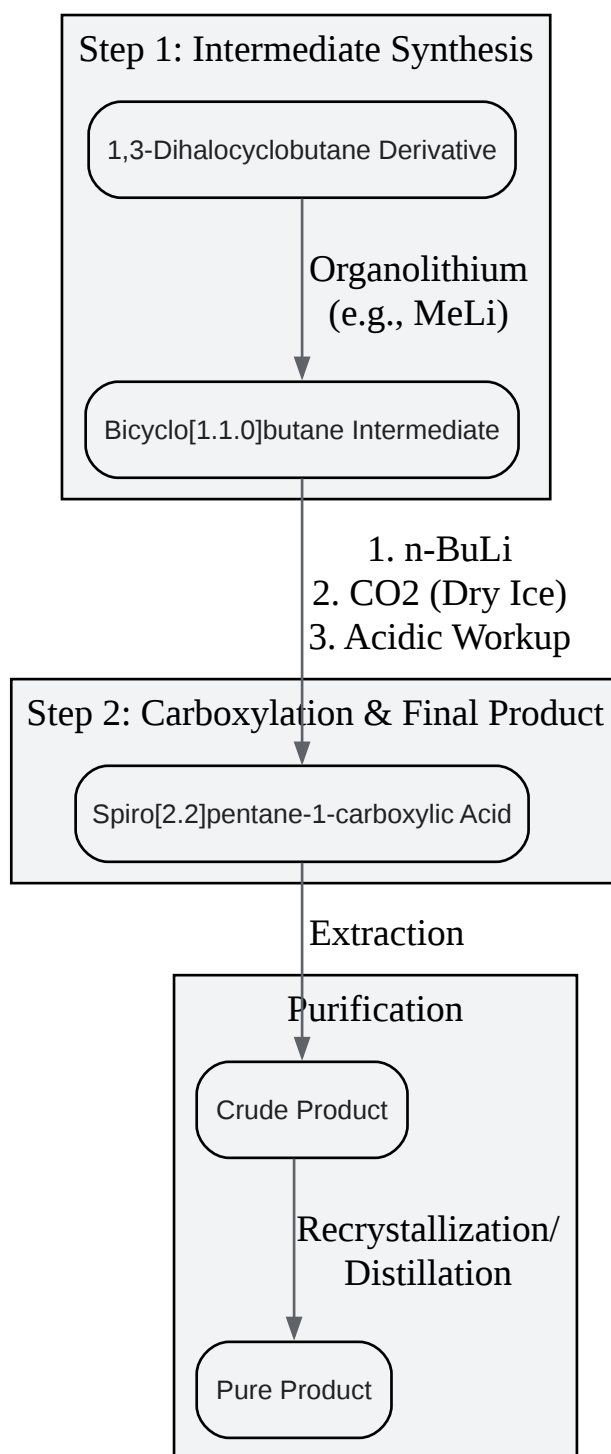 Step 1: Intermediate Synthesis
1,3-Dihalocyclobutane Derivative
Organolithium
(e.g., MeLi)
Bicyclo[1.1.0]butane Intermediate
1. n-BuLi
2. CO2 (Dry Ice)
3. Acidic Workup
Step 2: Carboxylation & Final Product
Spiro[2.2]pentane-1-carboxylic Acid
Extraction
Purification
Crude Product
Recrystallization/
Distillation
Pure Product